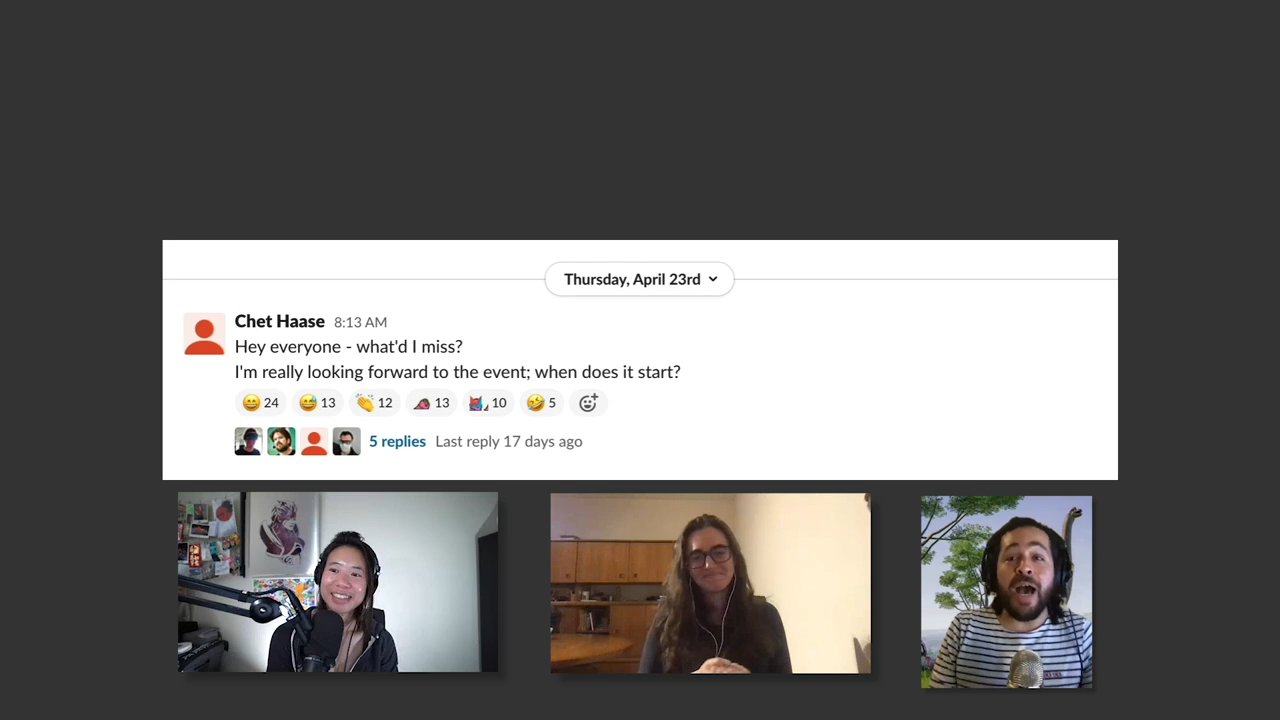 Thursday, April 23rd
Chet Haase 8:13 AM
Hey everyone - what'd I miss?
I'm really looking forward to the event; when does it start?
24 13 12 13 10 5
5 replies Last reply 17 days ago